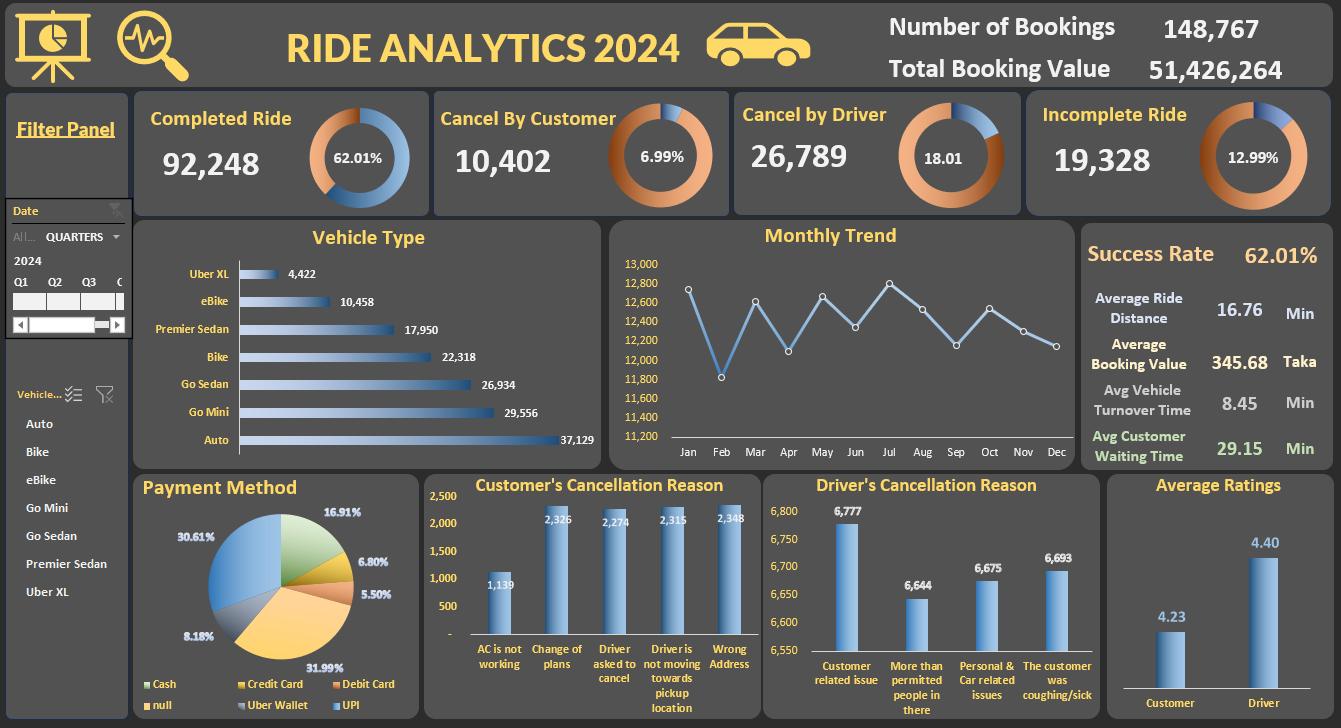 RIDE ANALYTICS 2024
Number of Bookings 148,767
Total Booking Value 51,426,264
Filter Panel
Completed Ride
92,248
62.01%
Cancel By Customer
10,402
6.99%
Cancel by Driver
26,789
18.01
Incomplete Ride
19,328
12.99%
Date
All... QUARTERS
2024
Q1 Q2 Q3
Vehicle...
Auto
Bike
eBike
Go Mini
Go Sedan
Premier Sedan
Uber XL
Vehicle Type
Uber XL 4,422
eBike 10,458
Premier Sedan 17,950
Bike 22,318
Go Sedan 26,934
Go Mini 29,556
Auto 37,129
Monthly Trend
13,000
12,800
12,600
12,400
12,200
12,000
11,800
11,600
11,400
11,200
Jan Feb Mar Apr May Jun Jul Aug Sep Oct Nov Dec
Success Rate 62.01%
Average Ride
Distance
16.76 Min
Average
Booking Value
345.68 Taka
Avg Vehicle
Turnover Time
8.45 Min
Avg Customer
Waiting Time
29.15 Min
Payment Method
16.91%
6.80%
5.50%
31.99%
8.18%
30.61%
Cash Credit Card Debit Card
null Uber Wallet UPI
Customer's Cancellation Reason
2,500
2,000
1,500
1,000
500
-
1,139
2,326
2,274
2,315
2,348
AC is not
working
Change of
plans
Driver
asked to
cancel
Driver is
not moving
towards
pickup
location
Wrong
Address
Driver's Cancellation Reason
6,800
6,750
6,700
6,650
6,600
6,550
6,777
6,644
6,675
6,693
Customer
related issue
More than
permitted
people in
there
Personal &
Car related
issues
The customer
was
coughing/sick
Average Ratings
4.23
4.40
Customer
Driver